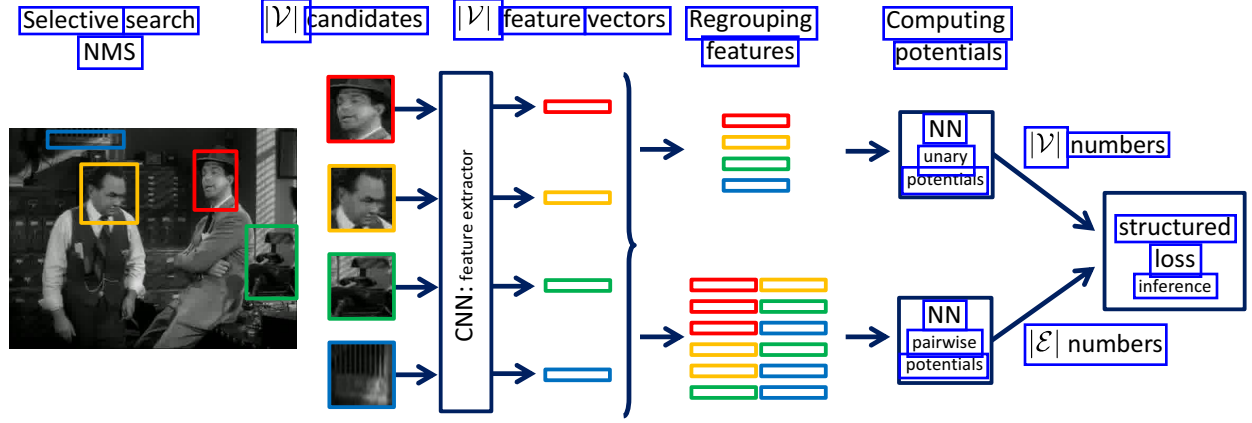 Selective search
NMS
|𝒱| candidates
|𝒱| feature vectors
Regrouping
features
Computing
potentials
CNN: feature extractor
NN
unary
potentials
|𝒱| numbers
structured
loss
inference
NN
pairwise
potentials
|ℰ| numbers